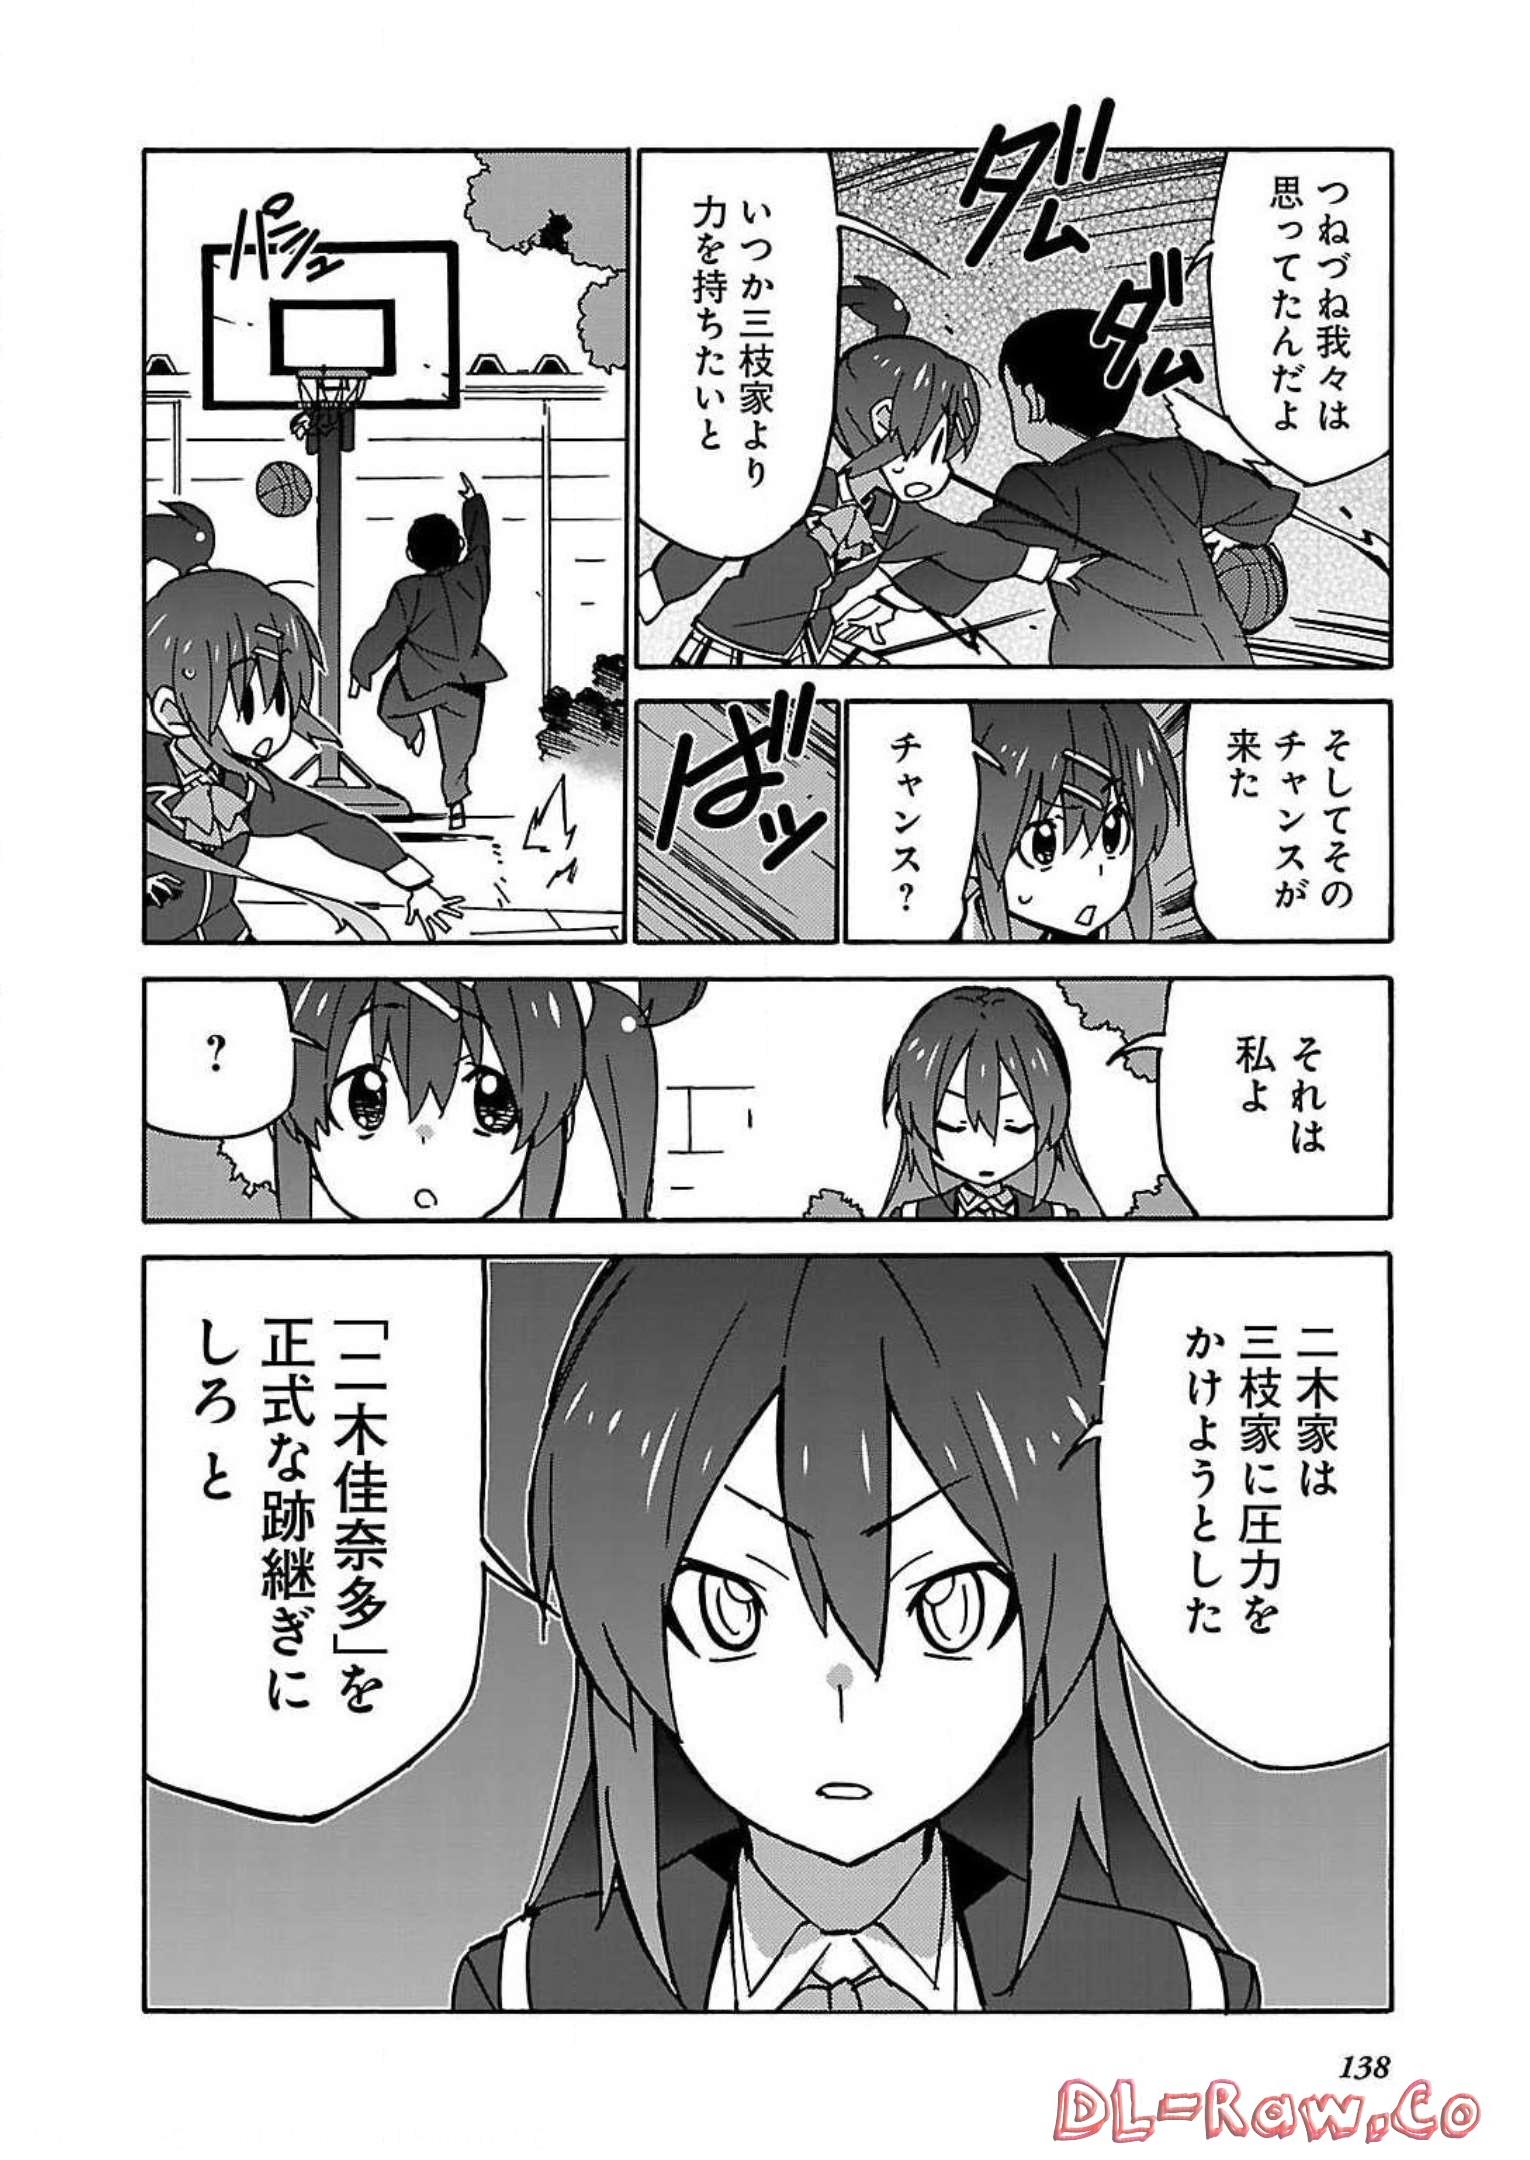 つねづね我々は
思ってたんだよ
ダム
ダム
いつか三枝家より
力を持ちたいと
パシュ
そしてその
チャンスが
来た
チャンス?
ばッ
それは
私よ
?
二木家は
三枝家に圧力を
かけようとした
「二木佳奈多」を
正式な跡継ぎに
しろと
138
DL-Raw.Co